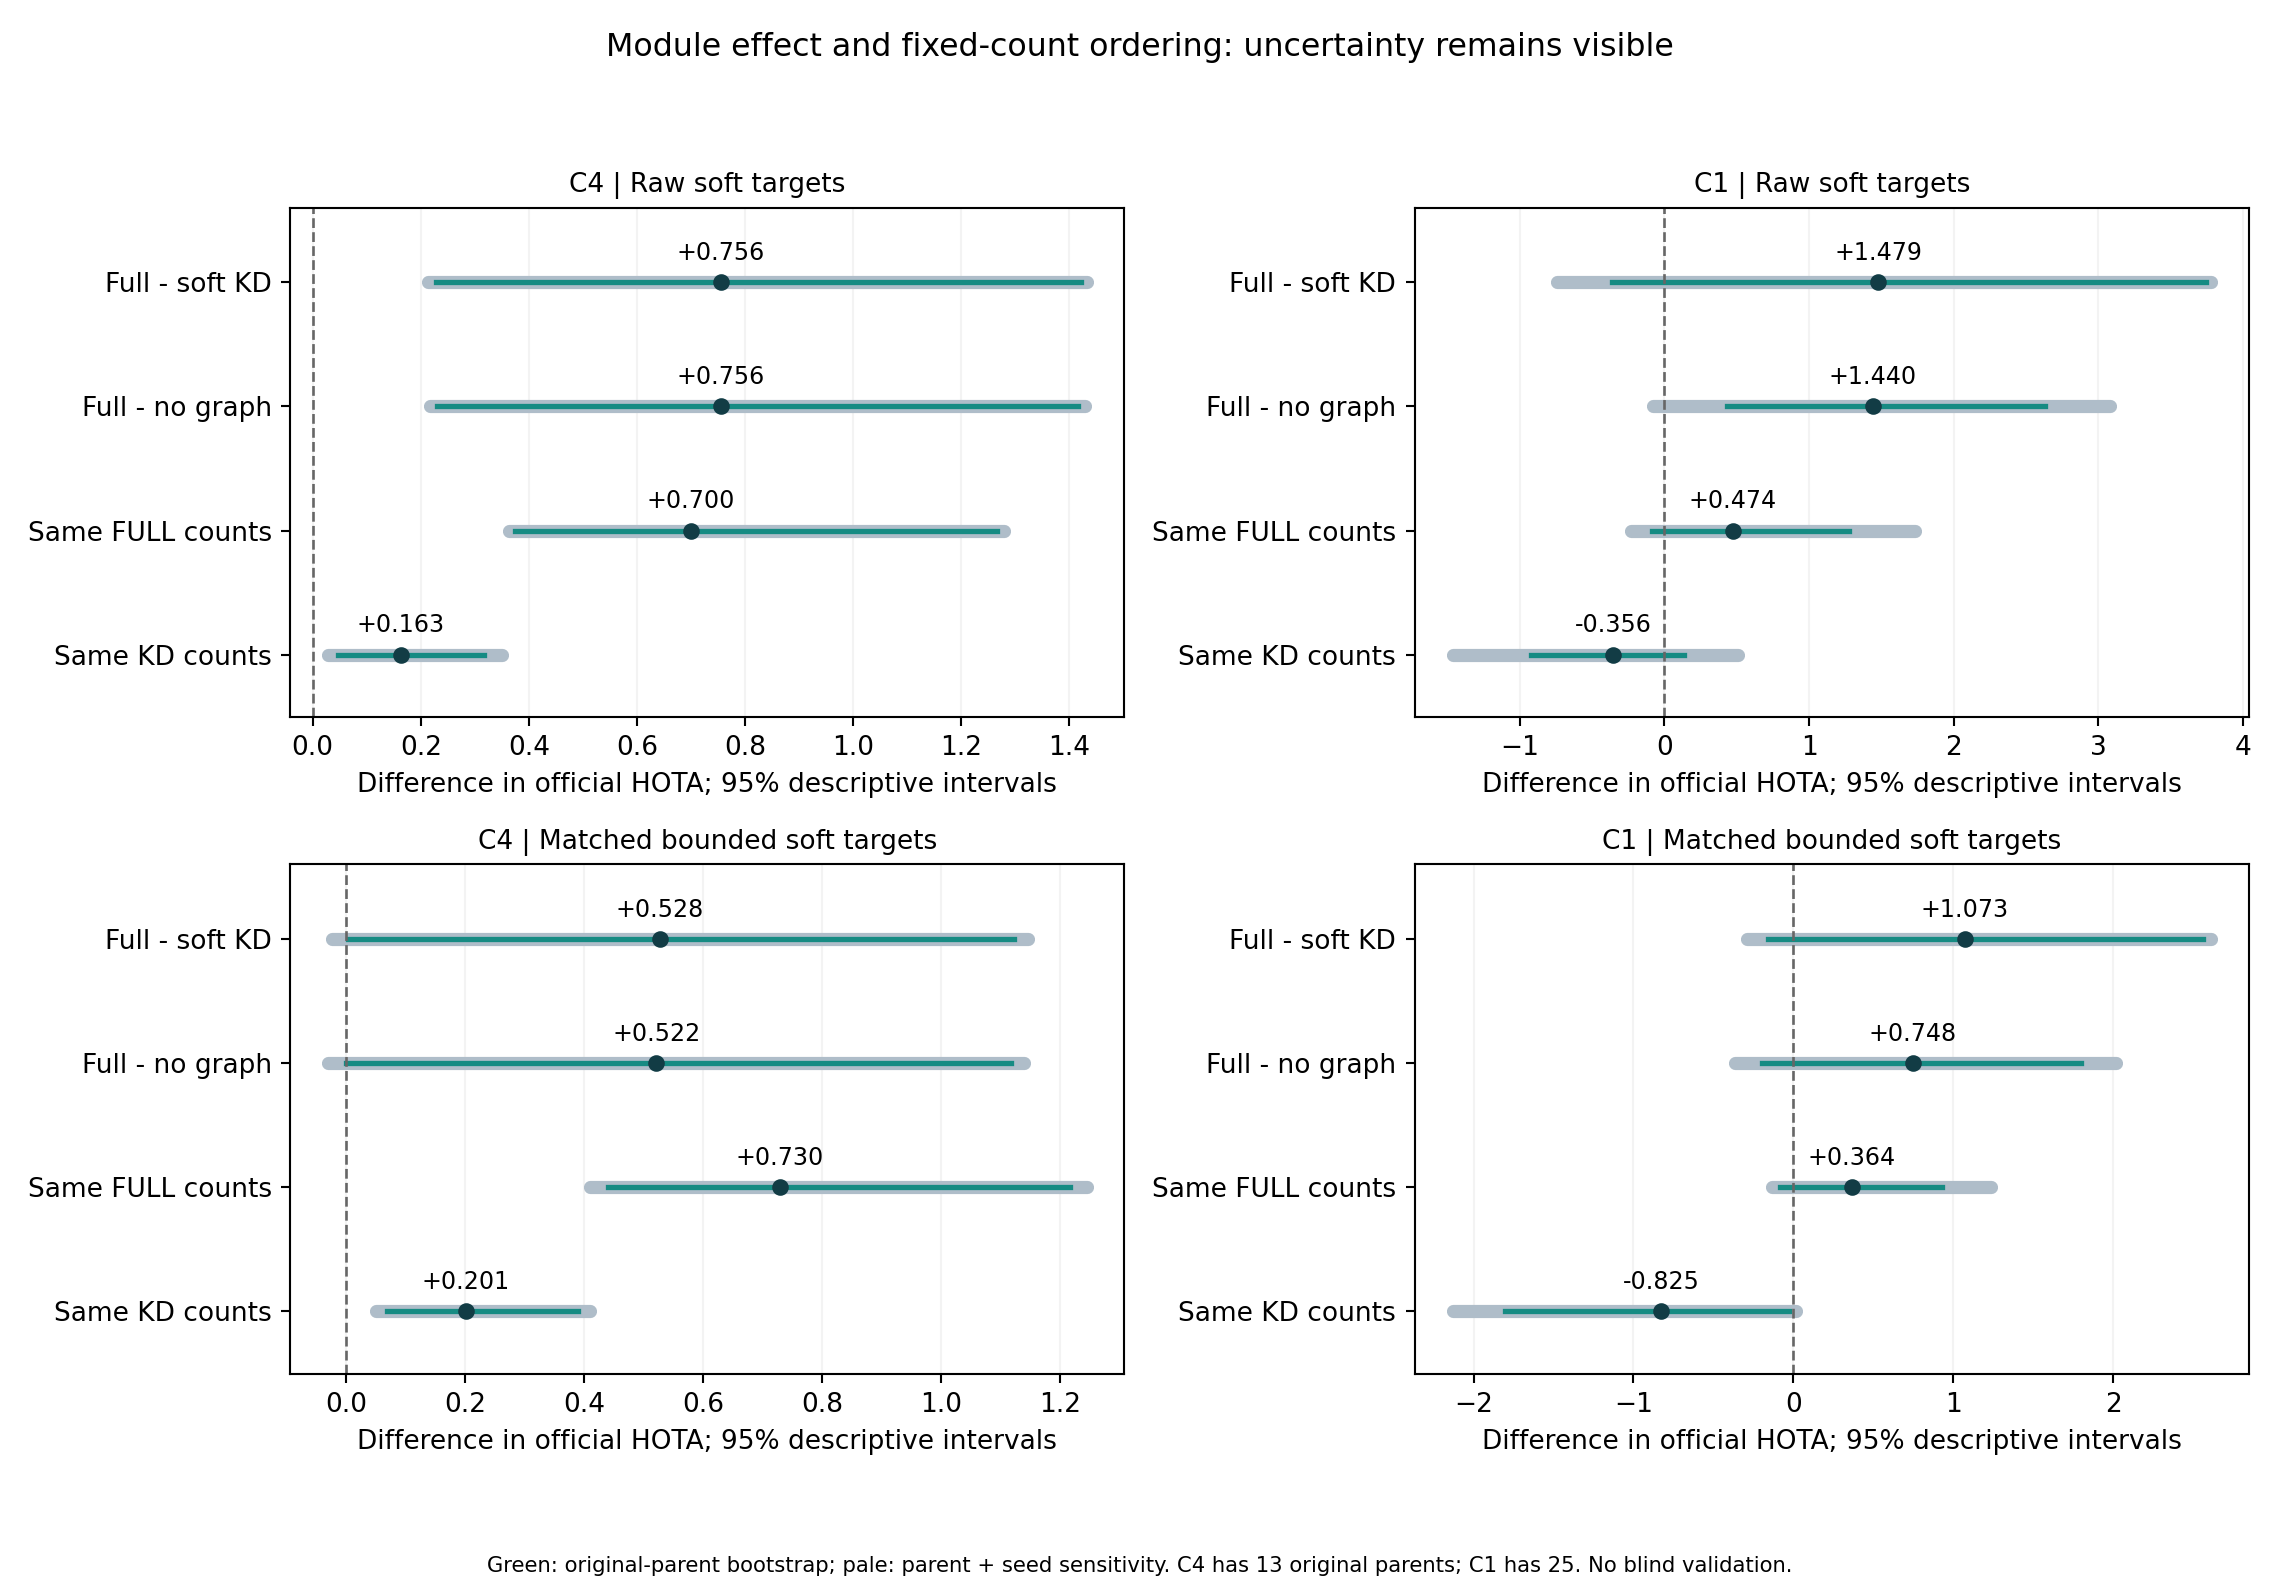 Module effect and fixed-count ordering: uncertainty remains visible
C4 | Raw soft targets
Full - soft KD
+0.756
Full - no graph
+0.756
Same FULL counts
+0.700
Same KD counts
+0.163
0.0 0.2 0.4 0.6 0.8 1.0 1.2 1.4
Difference in official HOTA; 95% descriptive intervals
C1 | Raw soft targets
Full - soft KD
+1.479
Full - no graph
+1.440
Same FULL counts
+0.474
Same KD counts
-0.356
−1 0 1 2 3 4
Difference in official HOTA; 95% descriptive intervals
C4 | Matched bounded soft targets
Full - soft KD
+0.528
Full - no graph
+0.522
Same FULL counts
+0.730
Same KD counts
+0.201
0.0 0.2 0.4 0.6 0.8 1.0 1.2
Difference in official HOTA; 95% descriptive intervals
C1 | Matched bounded soft targets
Full - soft KD
+1.073
Full - no graph
+0.748
Same FULL counts
+0.364
Same KD counts
-0.825
−2 −1 0 1 2
Difference in official HOTA; 95% descriptive intervals
Green: original-parent bootstrap; pale: parent + seed sensitivity. C4 has 13 original parents; C1 has 25. No blind validation.